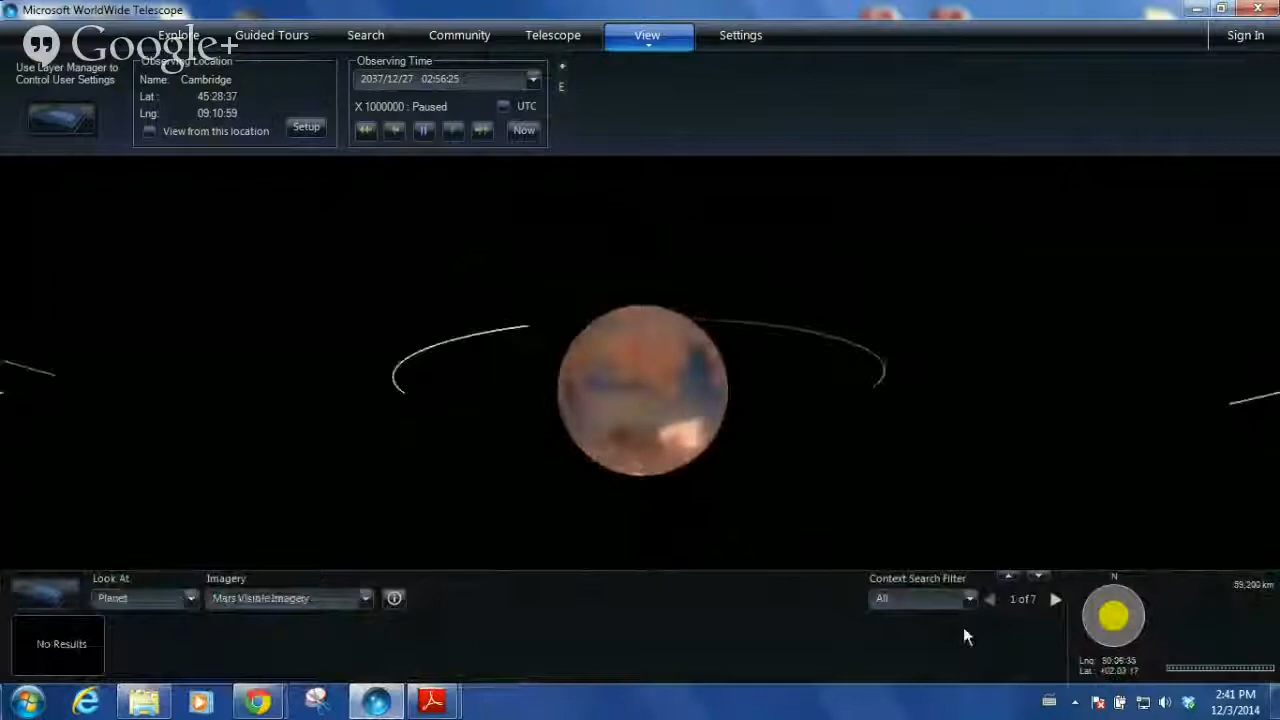 Microsoft WorldWide Telescope
Google+
Explore
Guided Tours
Search
Community
Telescope
View
Settings
Sign In
Use Layer Manager to
Control User Settings
Observing Location
Name: Cambridge
Lat : 45:28:37
Lng: 09:10:59
View from this location
Setup
Observing Time
2037/12/27 02:56:25
X 1000000 : Paused
UTC
Now
E
Look At
Planet
Imagery
Mars Visible Imagery
No Results
Context Search Filter
All
1 of 7
N
Lng:
Lat :
2:41 PM
12/3/2014